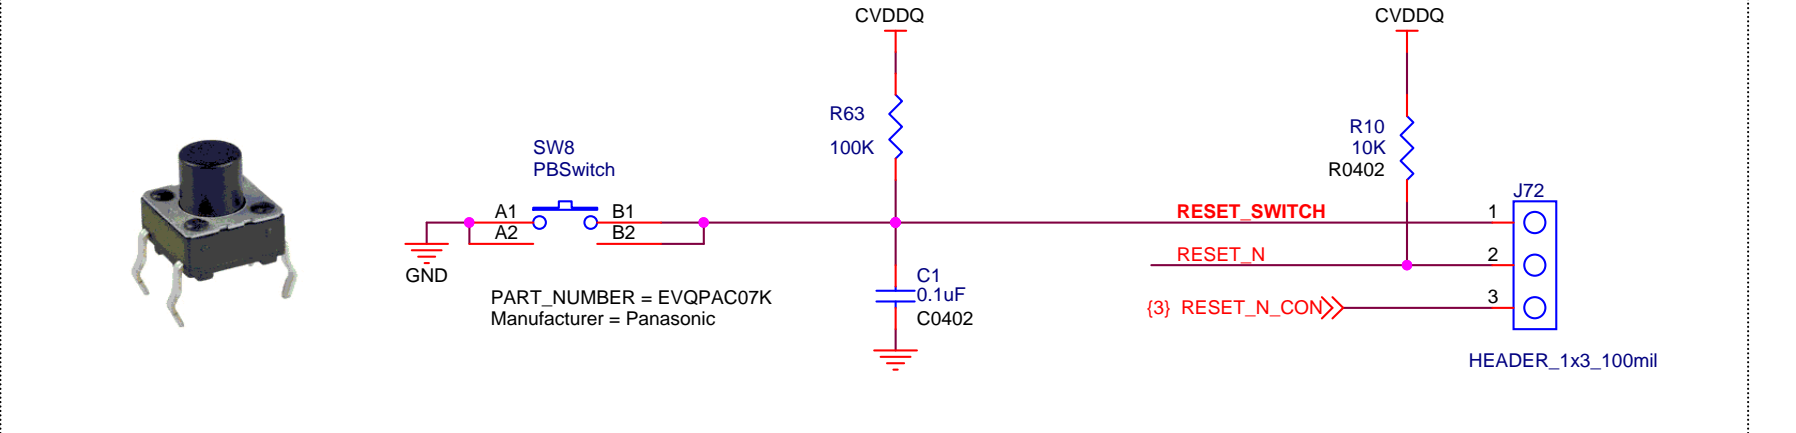 CVDDQ
CVDDQ
R63
100K
R10
10K
R0402
SW8
PBSwitch
A1
A2
B1
B2
GND
PART_NUMBER = EVQPAC07K
Manufacturer = Panasonic
C1
0.1uF
C0402
RESET_SWITCH
RESET_N
{3} RESET_N_CON
J72
1
2
3
HEADER_1x3_100mil